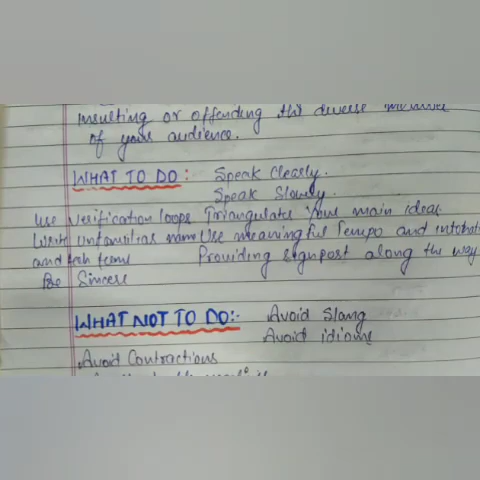 insulting or offending the diverse
of your audience.
WHAT TO DO: Speak Clearly.
Speak Slowly.
Use Verification loops Triangulate your main ideas
Write unfamiliar name Use meaningful Tempo and
and tech terms Providing signpost along the way
Be Sincere
WHAT NOT TO DO:- Avoid Slang
Avoid idioms
Avoid Contractions